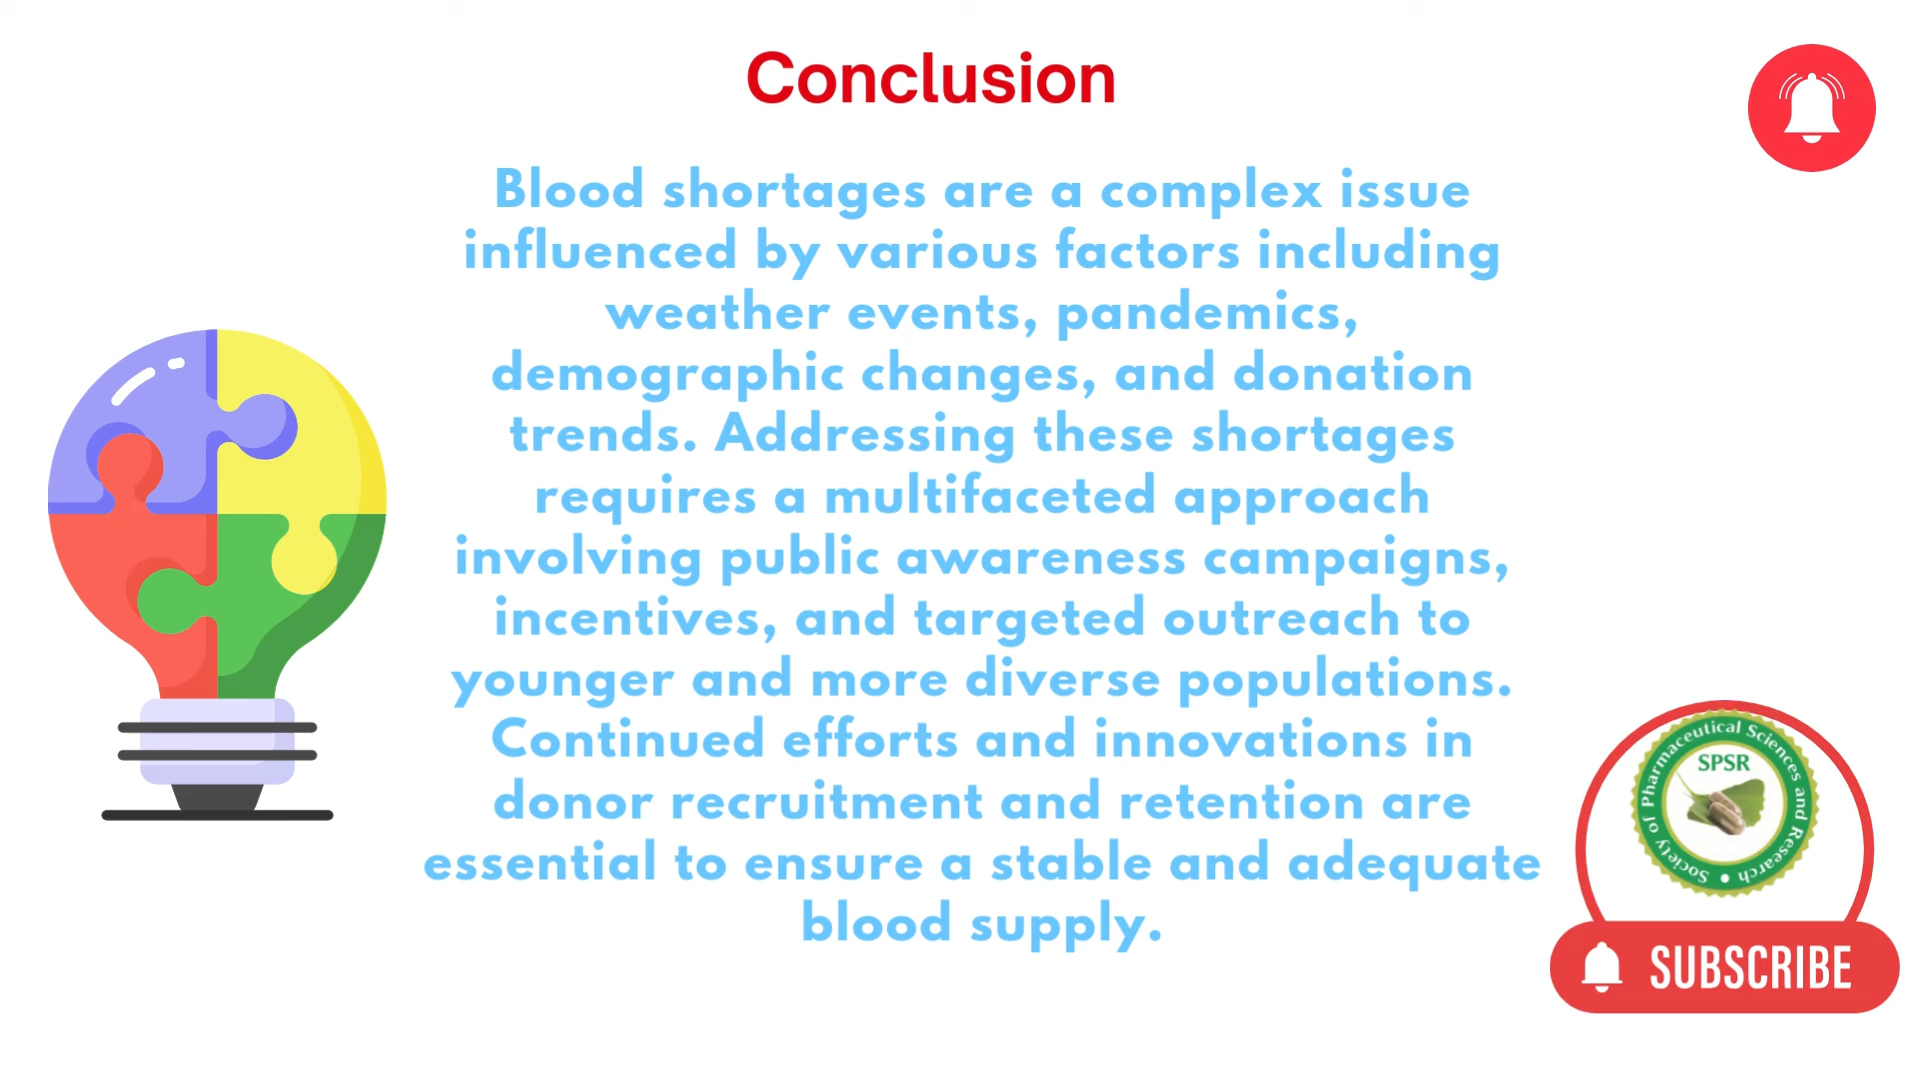 Conclusion
Blood shortages are a complex issue
influenced by various factors including
weather events, pandemics,
demographic changes, and donation
trends. Addressing these shortages
requires a multifaceted approach
involving public awareness campaigns,
incentives, and targeted outreach to
younger and more diverse populations.
Continued efforts and innovations in
donor recruitment and retention are
essential to ensure a stable and adequate
blood supply.
Society of Pharmaceutical Sciences and Research
SPSR
SUBSCRIBE